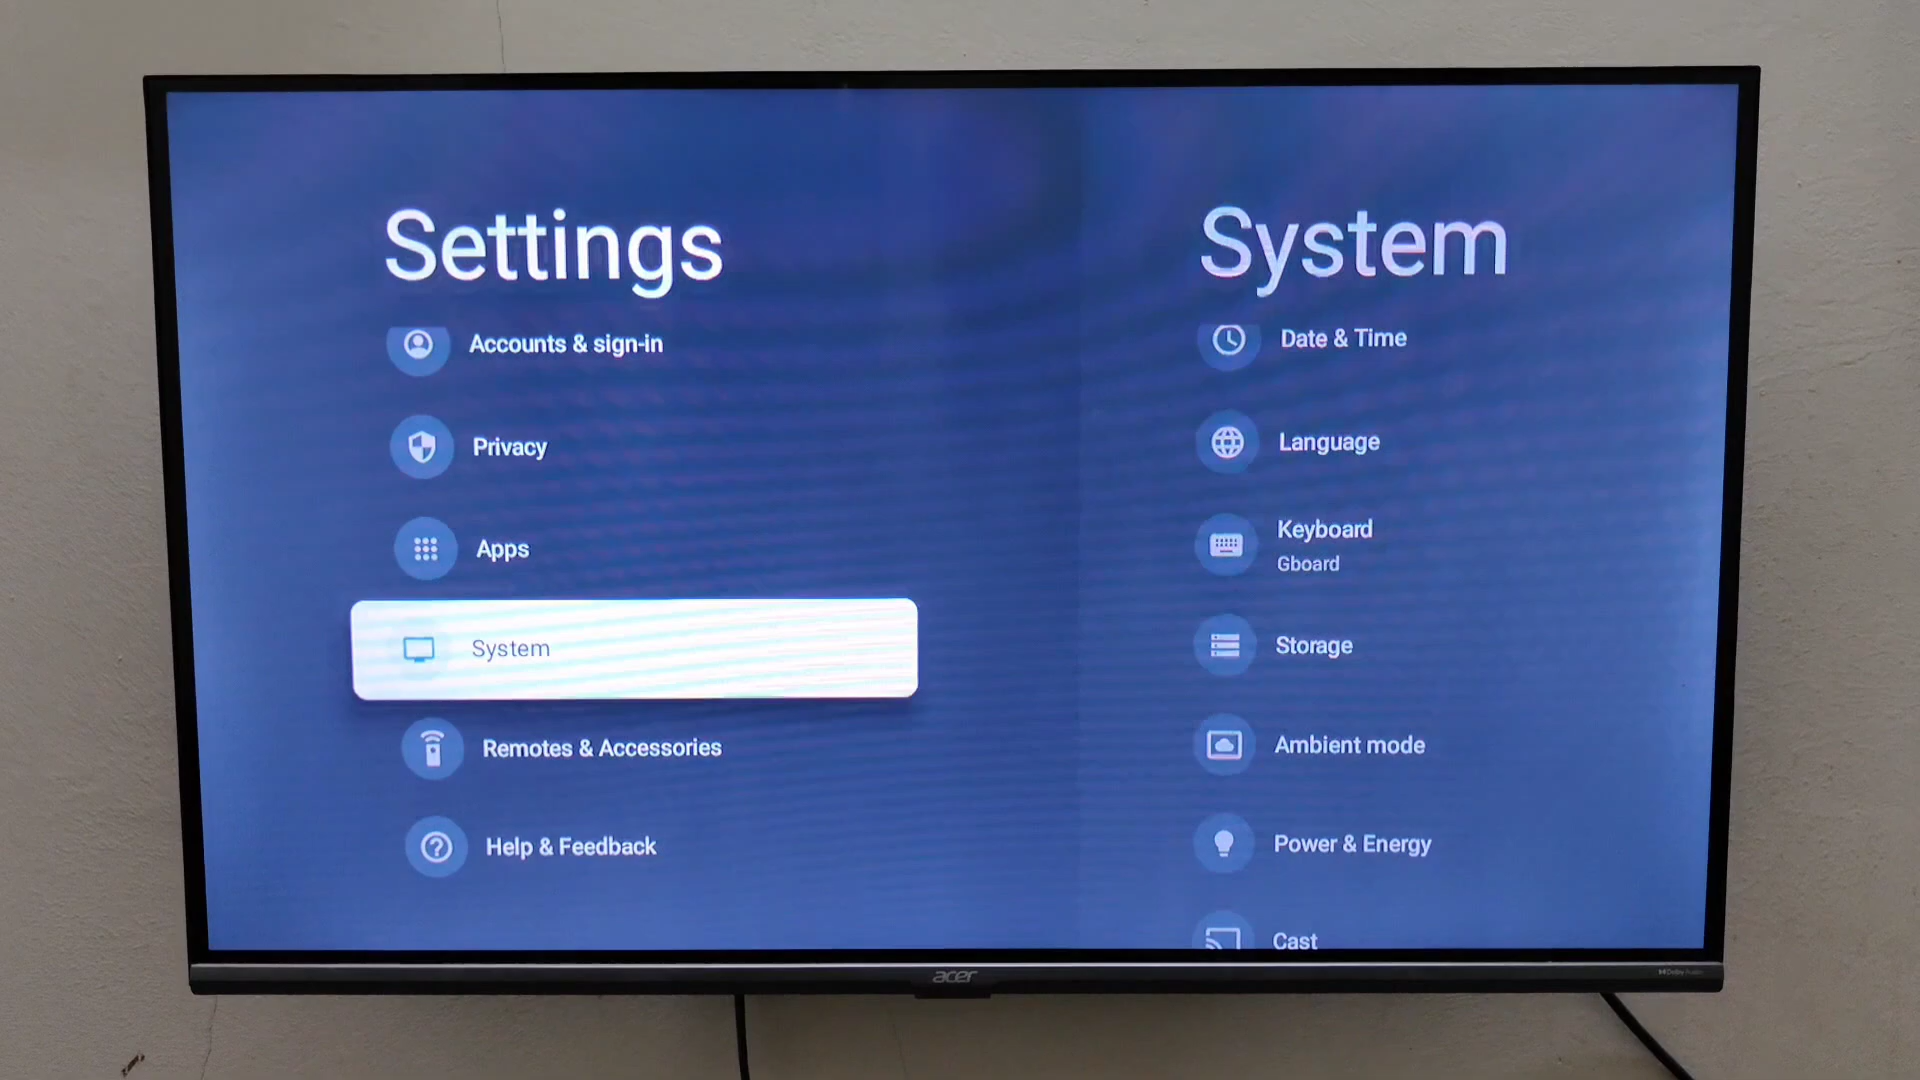 Settings
Accounts & sign-in
Privacy
Apps
System
Remotes & Accessories
Help & Feedback
System
Date & Time
Language
Keyboard
Gboard
Storage
Ambient mode
Power & Energy
Cast
acer